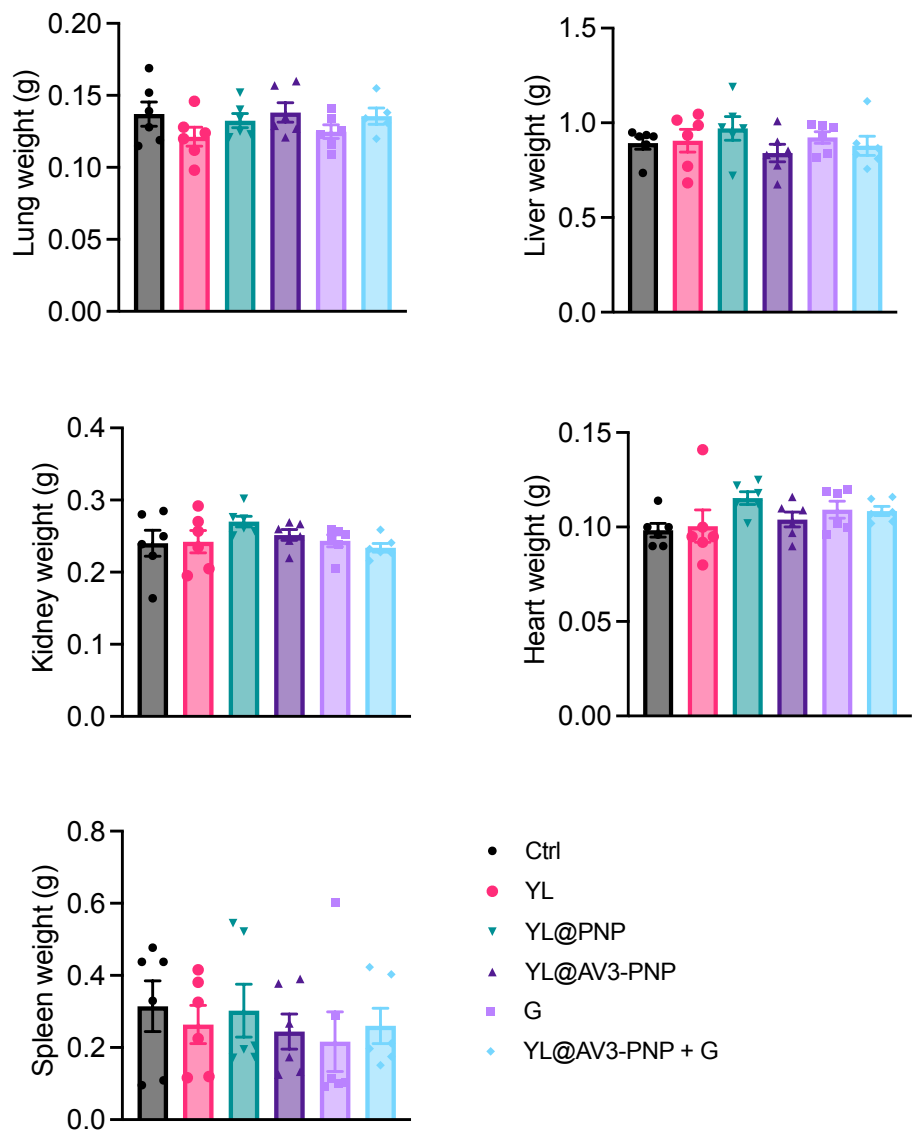 Lung weight (g)
0.20
0.15
0.10
0.05
0.00
Liver weight (g)
1.5
1.0
0.5
0.0
Kidney weight (g)
0.4
0.3
0.2
0.1
0.0
Heart weight (g)
0.15
0.10
0.05
0.00
Spleen weight (g)
0.8
0.6
0.4
0.2
0.0
Ctrl
YL
YL@PNP
YL@AV3-PNP
G
YL@AV3-PNP + G